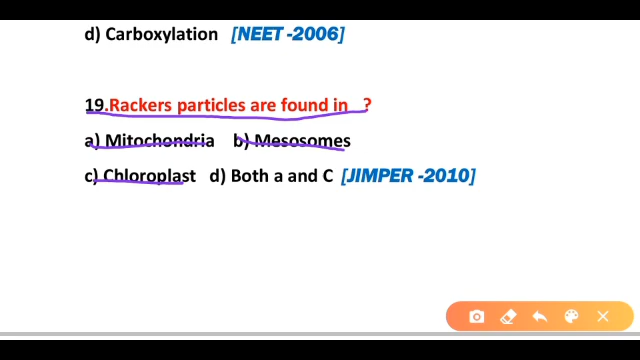 d) Carboxylation [NEET -2006]
19.Rackers particles are found in ?
a) Mitochondria b) Mesosomes
c) Chloroplast d) Both a and C [JIMPER -2010]